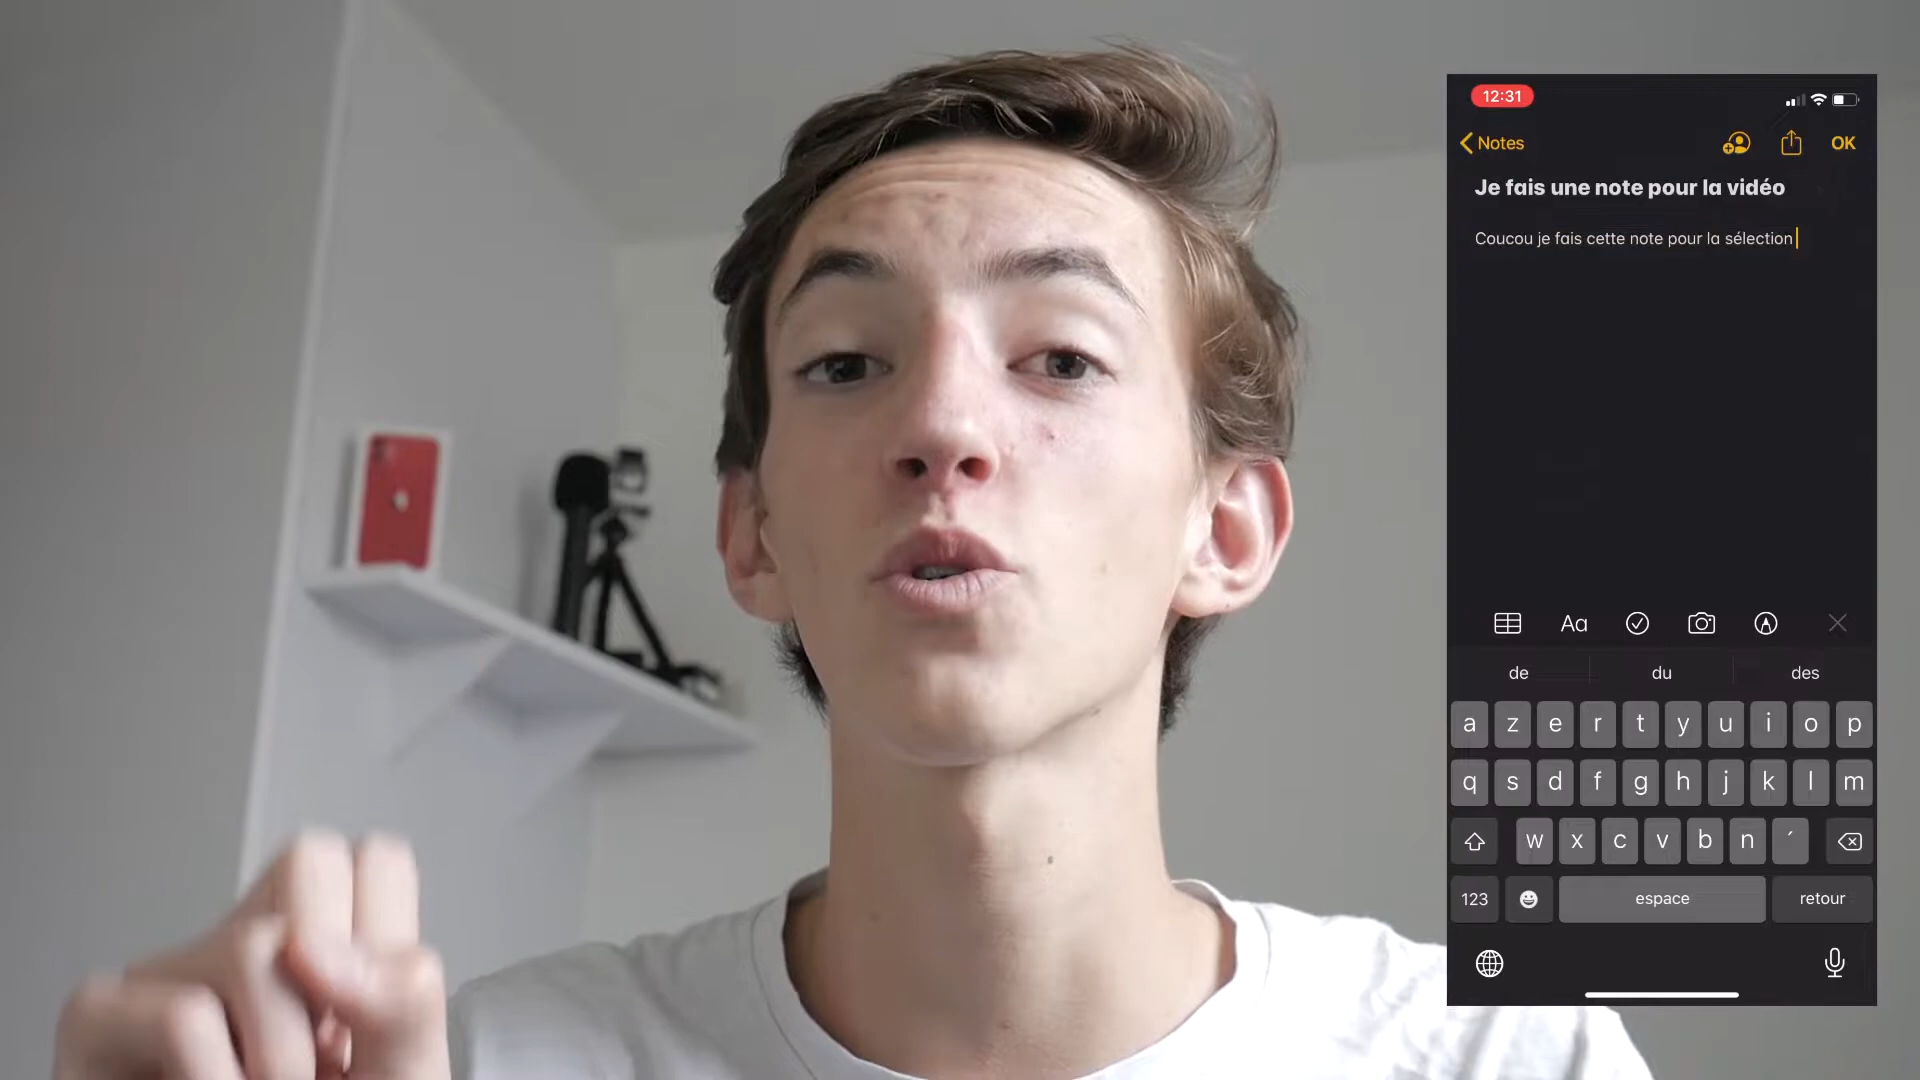 12:31
Notes
OK
Je fais une note pour la vidéo
Coucou je fais cette note pour la sélection
Aa
de du des
a z e r t y u i o p
q s d f g h j k l m
w x c v b n ´
123 espace retour